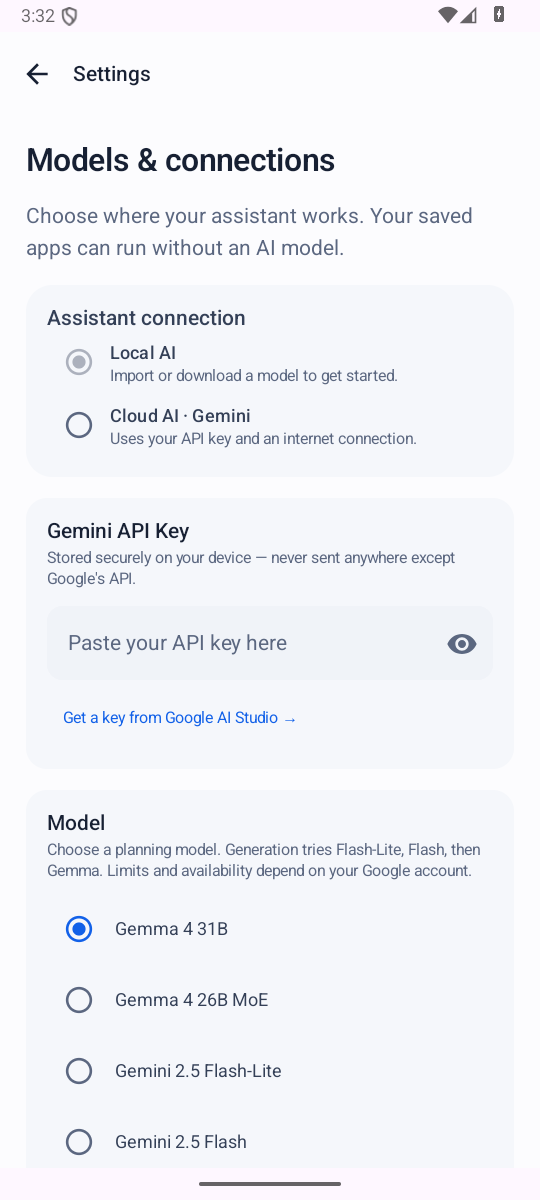 3:32
Settings
Models & connections
Choose where your assistant works. Your saved
apps can run without an AI model.
Assistant connection
Local AI
Import or download a model to get started.
Cloud AI · Gemini
Uses your API key and an internet connection.
Gemini API Key
Stored securely on your device — never sent anywhere except
Google's API.
Paste your API key here
Get a key from Google AI Studio →
Model
Choose a planning model. Generation tries Flash-Lite, Flash, then
Gemma. Limits and availability depend on your Google account.
Gemma 4 31B
Gemma 4 26B MoE
Gemini 2.5 Flash-Lite
Gemini 2.5 Flash